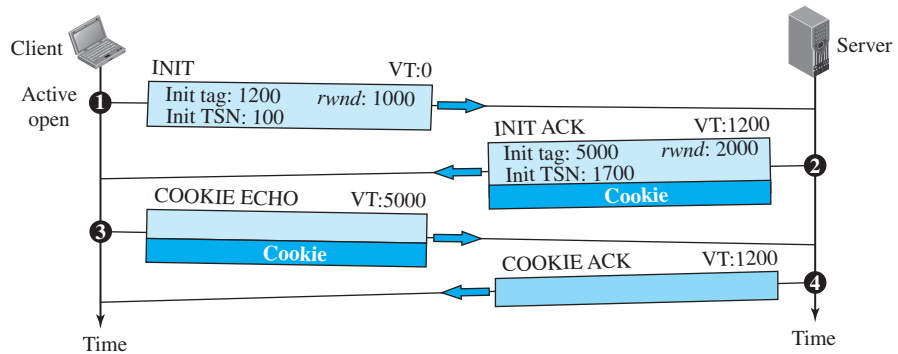 Client
Server
INIT VT:0
Active open
1
Init tag: 1200 rwnd: 1000
Init TSN: 100
INIT ACK VT:1200
2
Init tag: 5000 rwnd: 2000
Init TSN: 1700
Cookie
COOKIE ECHO VT:5000
3
Cookie
COOKIE ACK VT:1200
4
Time
Time